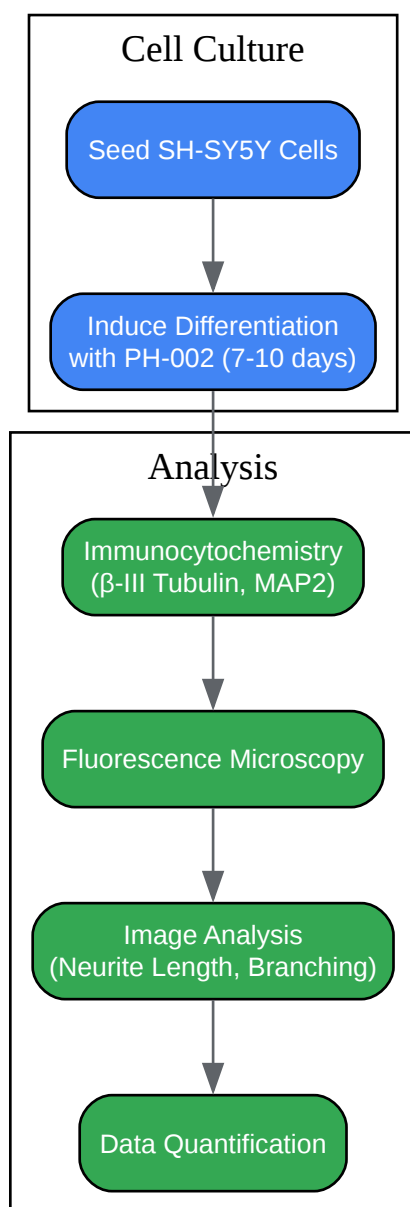 Cell Culture
Seed SH-SY5Y Cells
Induce Differentiation
with PH-002 (7-10 days)
Analysis
Immunocytochemistry
(β-III Tubulin, MAP2)
Fluorescence Microscopy
Image Analysis
(Neurite Length, Branching)
Data Quantification